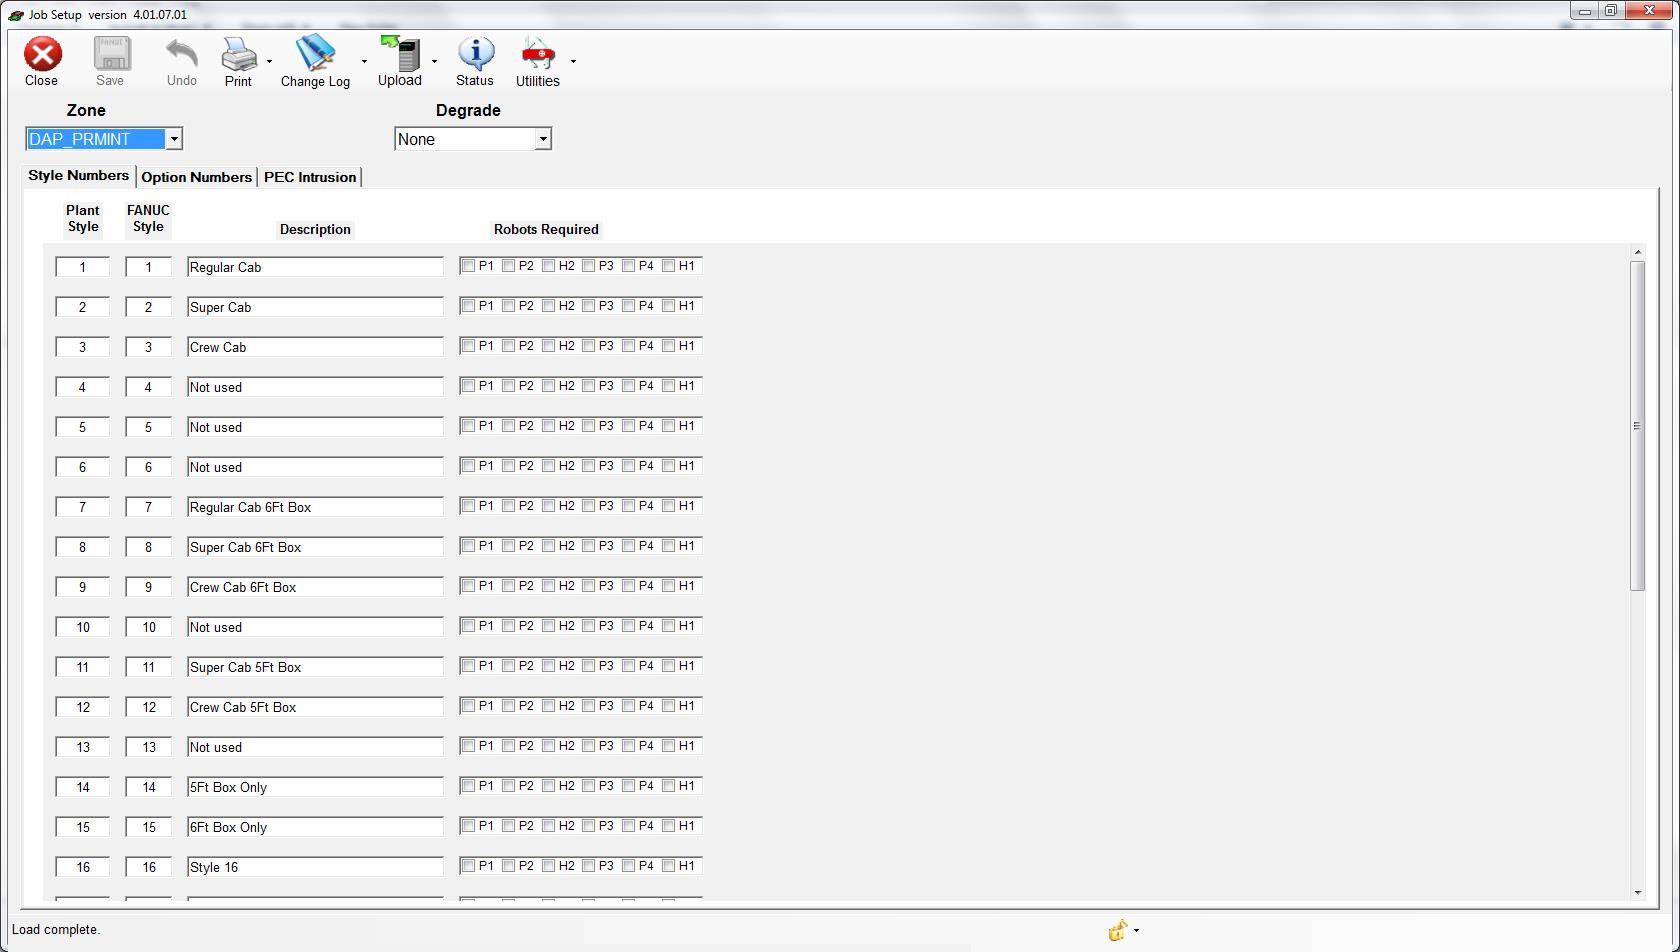 Job Setup version 4.01.07.01
Close Save Undo Print Change Log Upload Status Utilities
Zone Degrade
DAP_PRMINT None
Style Numbers Option Numbers PEC Intrusion
Plant Style FANUC Style Description Robots Required
1 1 Regular Cab P1 P2 H2 P3 P4 H1
2 2 Super Cab P1 P2 H2 P3 P4 H1
3 3 Crew Cab P1 P2 H2 P3 P4 H1
4 4 Not used P1 P2 H2 P3 P4 H1
5 5 Not used P1 P2 H2 P3 P4 H1
6 6 Not used P1 P2 H2 P3 P4 H1
7 7 Regular Cab 6Ft Box P1 P2 H2 P3 P4 H1
8 8 Super Cab 6Ft Box P1 P2 H2 P3 P4 H1
9 9 Crew Cab 6Ft Box P1 P2 H2 P3 P4 H1
10 10 Not used P1 P2 H2 P3 P4 H1
11 11 Super Cab 5Ft Box P1 P2 H2 P3 P4 H1
12 12 Crew Cab 5Ft Box P1 P2 H2 P3 P4 H1
13 13 Not used P1 P2 H2 P3 P4 H1
14 14 5Ft Box Only P1 P2 H2 P3 P4 H1
15 15 6Ft Box Only P1 P2 H2 P3 P4 H1
16 16 Style 16 P1 P2 H2 P3 P4 H1
Load complete.